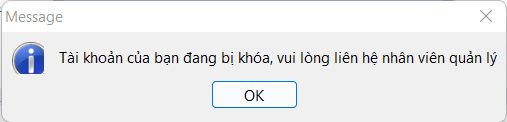 Message
Tài khoản của bạn đang bị khóa, vui lòng liên hệ nhân viên quản lý
OK